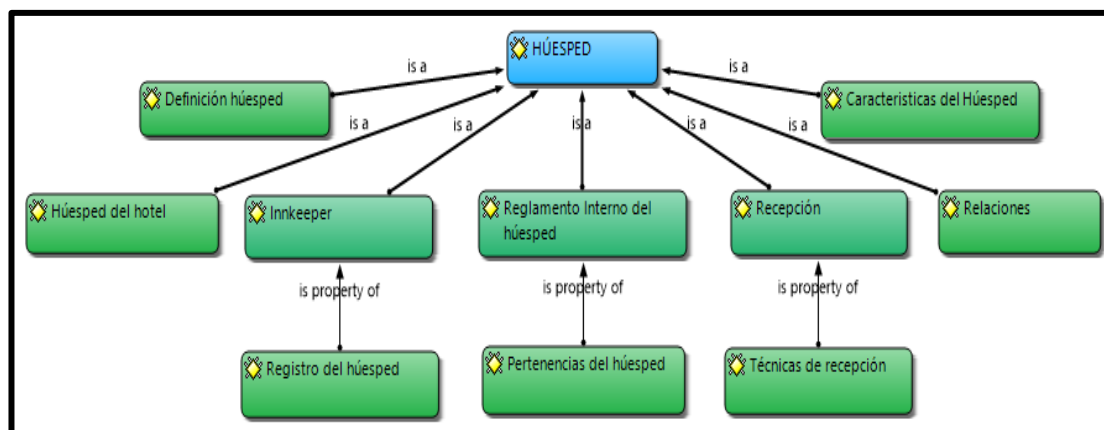 HÚESPED
is a
is a
Definición húesped
Caracteristicas del Húesped
is a
is a
is a
is a
is a
Húesped del hotel
Innkeeper
Reglamento Interno del
húesped
Recepción
Relaciones
is property of
is property of
is property of
Registro del húesped
Pertenencias del húesped
Técnicas de recepción